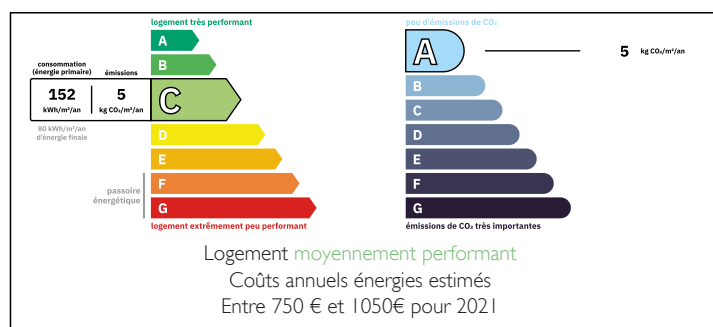 logement très performant
A
B
consommation
(énergie primaire)
émissions
152
kWh/m²/an
5
kg CO₂/m²/an
C
80 kWh/m²/an
d'énergie finale
D
E
passoire
énergétique
F
G
logement extrêmement peu performant
peu d'émissions de CO₂
A
5 kg CO₂/m²/an
B
C
D
E
F
G
émissions de CO₂ très importantes
Logement moyennement performant
Coûts annuels énergies estimés
Entre 750 € et 1050€ pour 2021